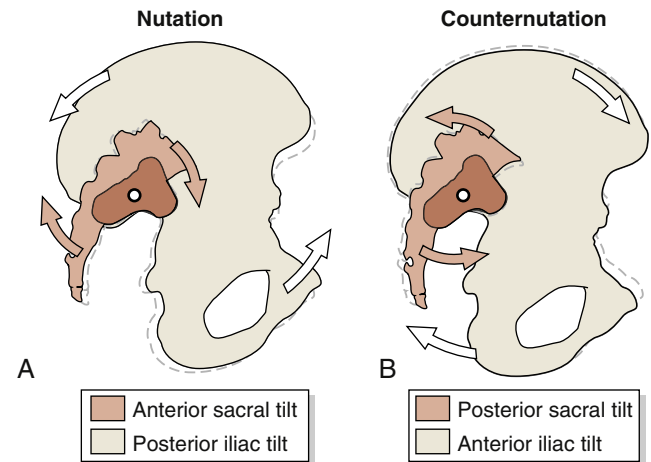 Nutation
Counternutation
A
B
Anterior sacral tilt
Posterior iliac tilt
Posterior sacral tilt
Anterior iliac tilt